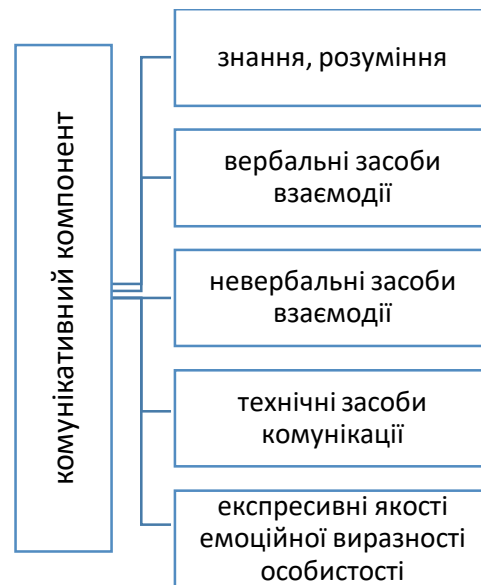 комунікативний компонент
знання, розуміння
вербальні засоби
взаємодії
невербальні засоби
взаємодії
технічні засоби
комунікації
експресивні якості
емоційної виразності
особистості